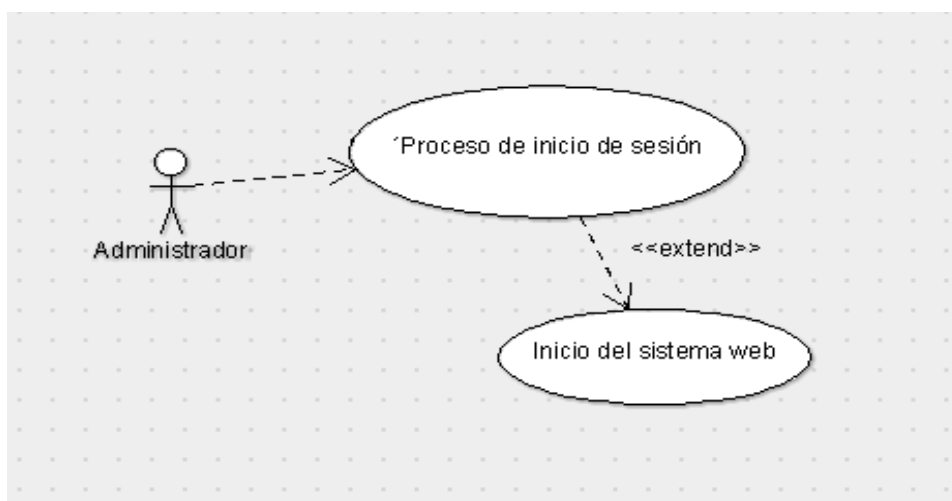 ´Proceso de inicio de sesión
Administrador
<<extend>>
Inicio del sistema web